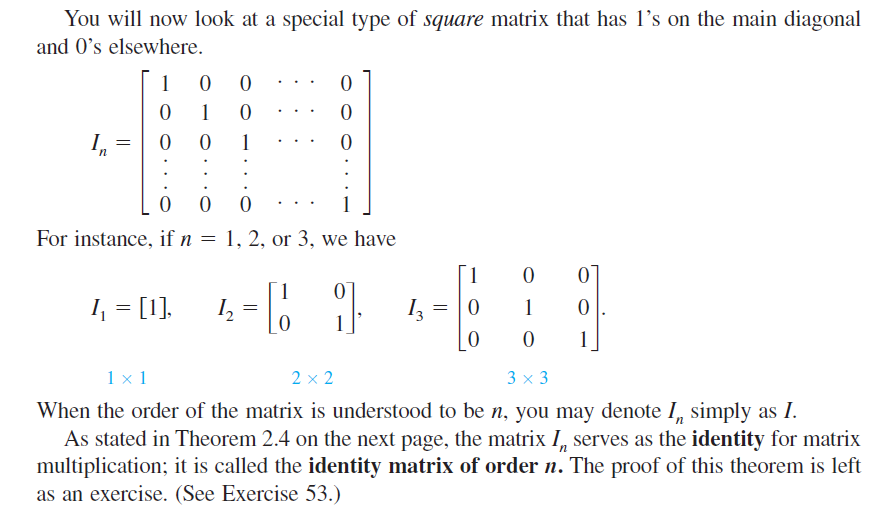 You will now look at a special type of square matrix that has 1's on the main diagonal
and 0's elsewhere.
1 0 0 · · · 0
0 1 0 · · · 0
Iₙ = 0 0 1 · · · 0
· · · ·
· · · ·
· · · ·
0 0 0 · · · 1
For instance, if n = 1, 2, or 3, we have
I₁ = [1], I₂ = [1 0; 0 1], I₃ = [1 0 0; 0 1 0; 0 0 1].
1 × 1 2 × 2 3 × 3
When the order of the matrix is understood to be n, you may denote Iₙ simply as I.
As stated in Theorem 2.4 on the next page, the matrix Iₙ serves as the identity for matrix
multiplication; it is called the identity matrix of order n. The proof of this theorem is left
as an exercise. (See Exercise 53.)